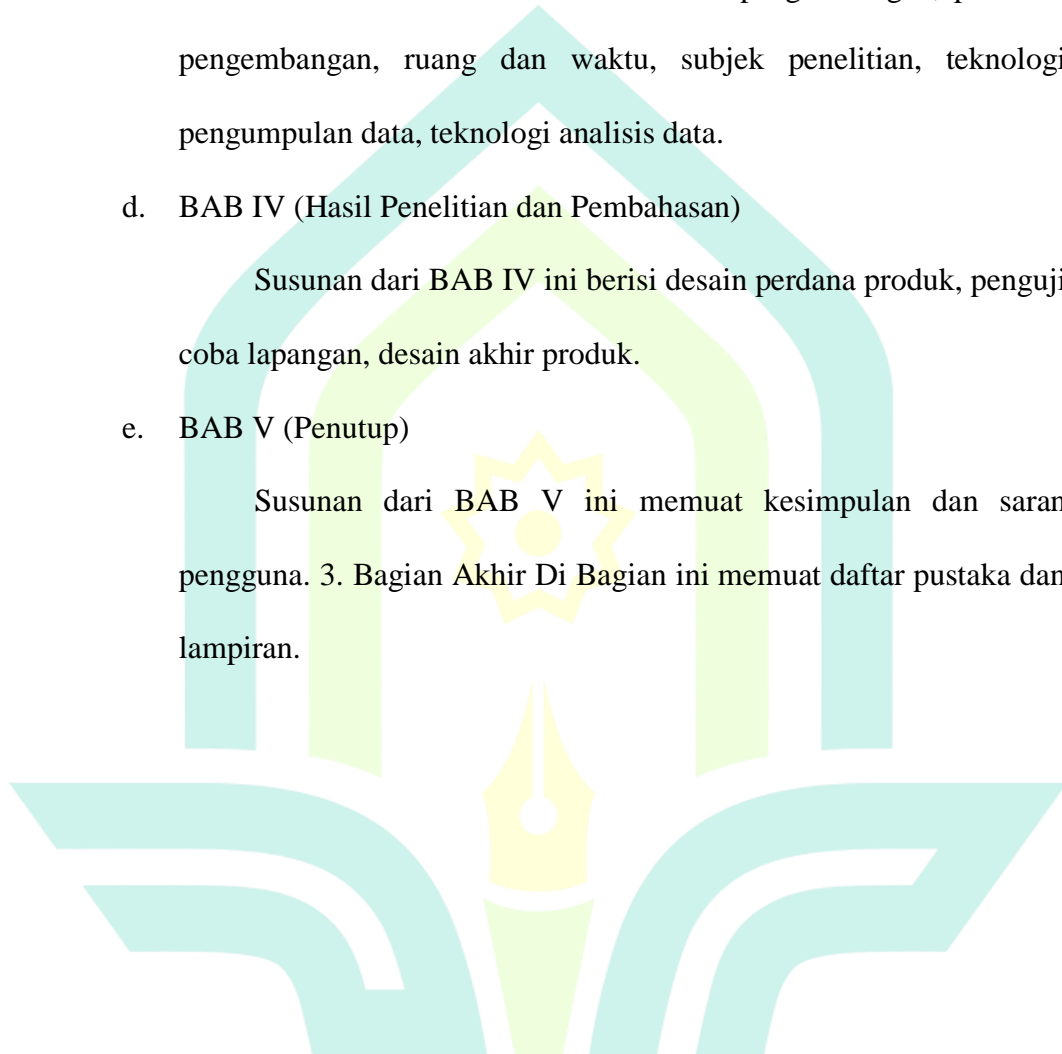 pengembangan, ruang dan waktu, subjek penelitian, teknologi
pengumpulan data, teknologi analisis data.
d. BAB IV (Hasil Penelitian dan Pembahasan)
Susunan dari BAB IV ini berisi desain perdana produk, penguji
coba lapangan, desain akhir produk.
e. BAB V (Penutup)
Susunan dari BAB V ini memuat kesimpulan dan saran
pengguna. 3. Bagian Akhir Di Bagian ini memuat daftar pustaka dan
lampiran.